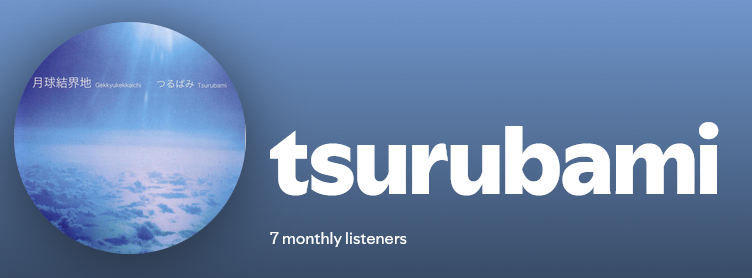 月球結界地 Gekkyukekkaichi つるばみ Tsurubami
tsurubami
7 monthly listeners